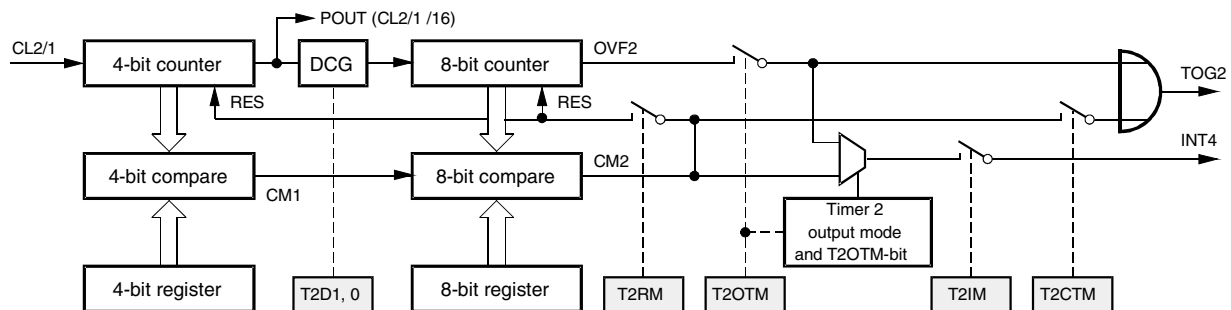 POUT (CL2/1 /16)
CL2/1
4-bit counter
DCG
8-bit counter
OVF2
TOG2
RES
RES
4-bit compare
CM1
8-bit compare
CM2
INT4
Timer 2
output mode
and T2OTM-bit
4-bit register
T2D1, 0
8-bit register
T2RM
T2OTM
T2IM
T2CTM